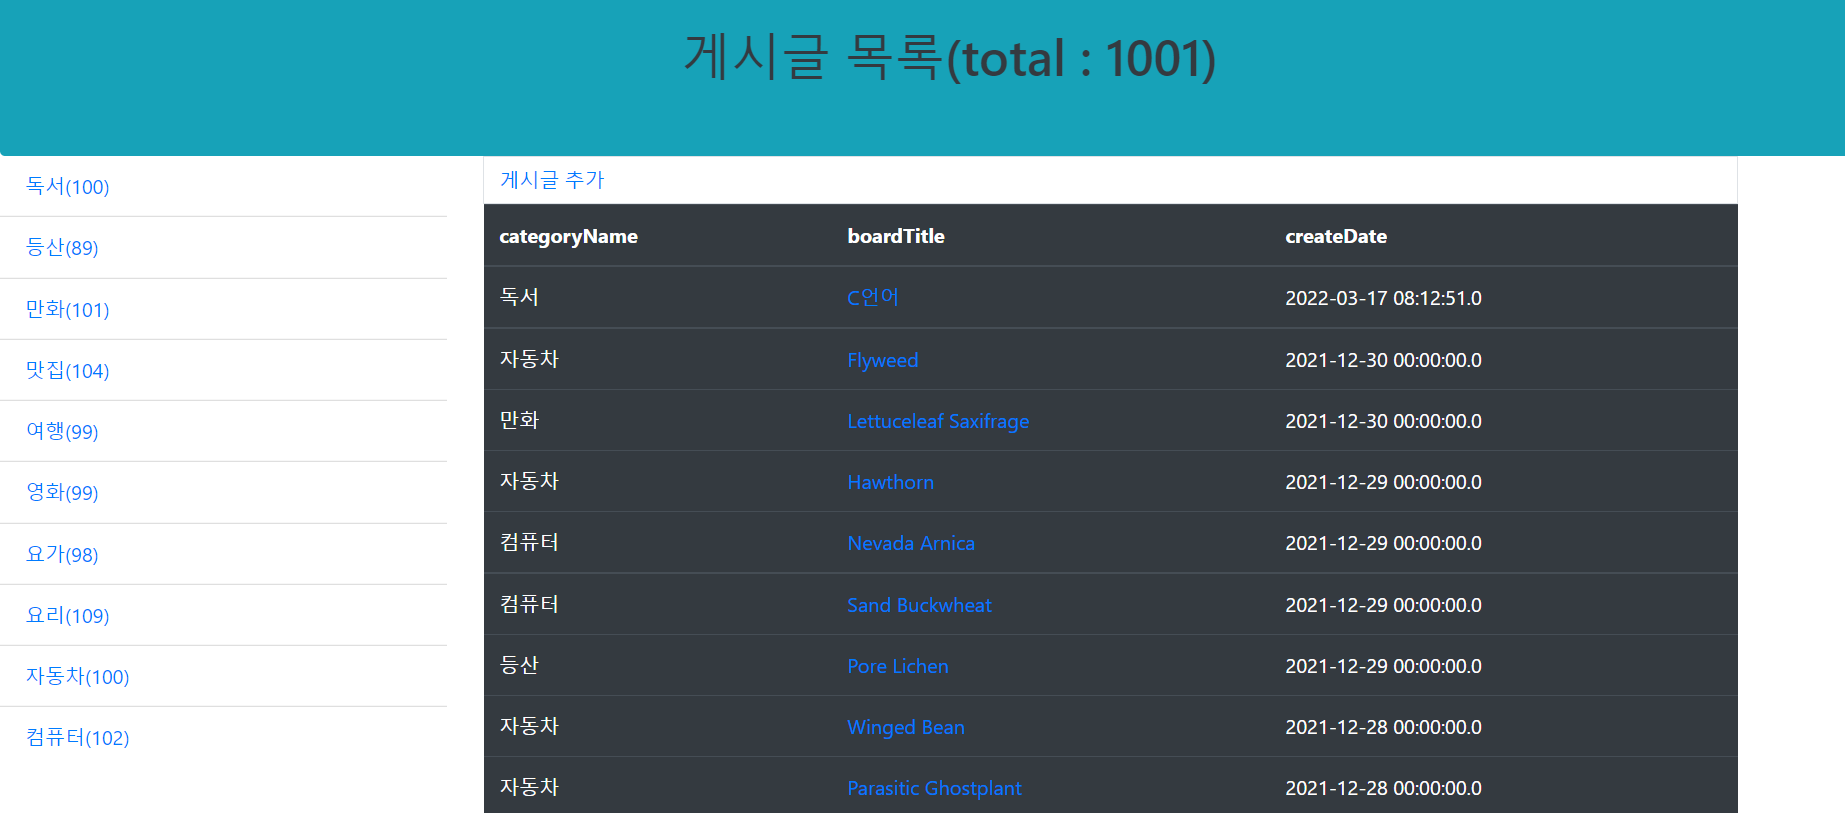 게시글 목록(total : 1001)
독서(100)
등산(89)
만화(101)
맛집(104)
여행(99)
영화(99)
요가(98)
요리(109)
자동차(100)
컴퓨터(102)
게시글 추가
categoryName boardTitle createDate
독서 C언어 2022-03-17 08:12:51.0
자동차 Flyweed 2021-12-30 00:00:00.0
만화 Lettuceleaf Saxifrage 2021-12-30 00:00:00.0
자동차 Hawthorn 2021-12-29 00:00:00.0
컴퓨터 Nevada Arnica 2021-12-29 00:00:00.0
컴퓨터 Sand Buckwheat 2021-12-29 00:00:00.0
등산 Pore Lichen 2021-12-29 00:00:00.0
자동차 Winged Bean 2021-12-28 00:00:00.0
자동차 Parasitic Ghostplant 2021-12-28 00:00:00.0